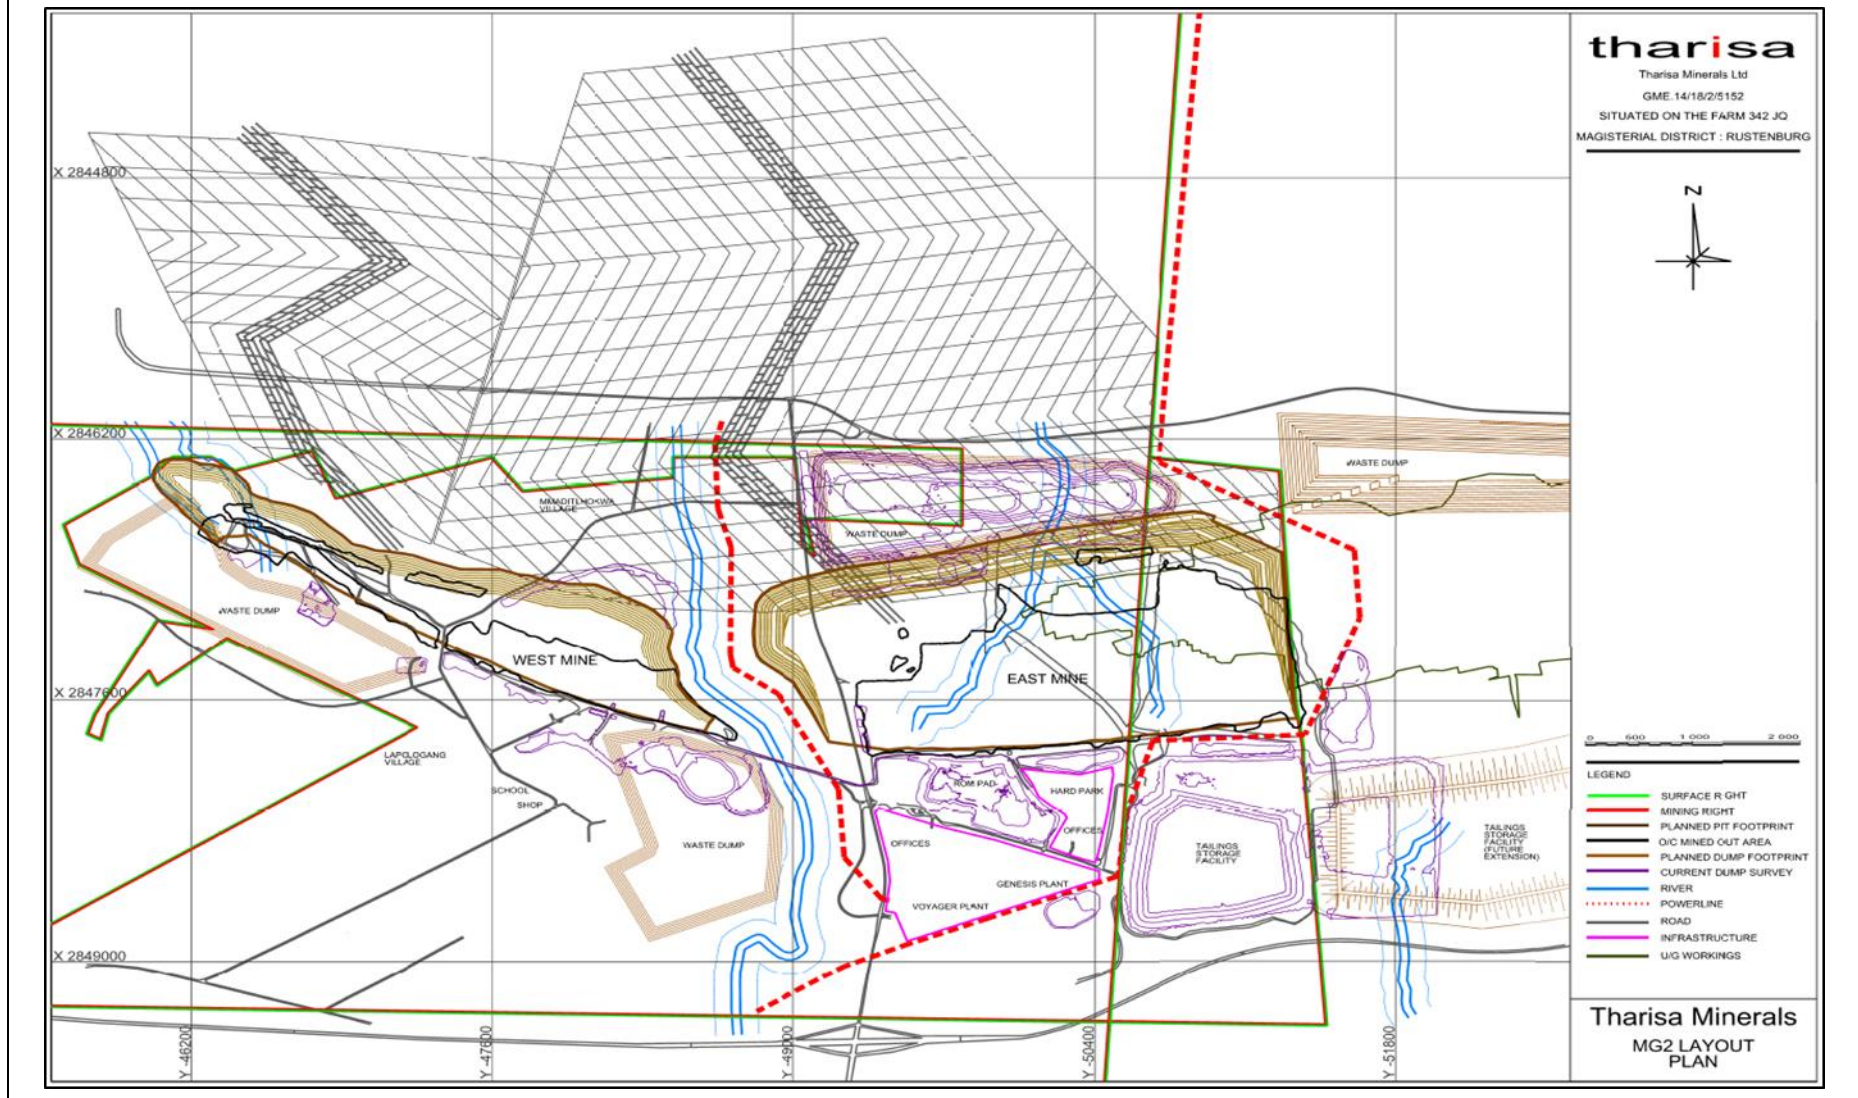 tharisa
Tharisa Minerals Ltd
GME.14/18/2/5152
SITUATED ON THE FARM 342 JQ
MAGISTERIAL DISTRICT : RUSTENBURG
N
X 2844800
X 2846200
X 2847600
X 2849000
Y -46200
Y -47600
Y -49000
Y -50400
Y -51800
WASTE DUMP
MMADITLHOKWA
VILLAGE
WASTE DUMP
WASTE DUMP
WEST MINE
EAST MINE
LAPOLOGANG
VILLAGE
SCHOOL
SHOP
ROM PAD
HARD PARK
OFFICES
OFFICES
WASTE DUMP
GENESIS PLANT
VOYAGER PLANT
TAILINGS
STORAGE
FACILITY
TAILINGS
STORAGE
FACILITY
(FUTURE
EXTENSION)
0 500 1 000 2 000
LEGEND
SURFACE R GHT
MINING RIGHT
PLANNED PIT FOOTPRINT
O/C MINED OUT AREA
PLANNED DUMP FOOTPRINT
CURRENT DUMP SURVEY
RIVER
POWERLINE
ROAD
INFRASTRUCTURE
U/G WORKINGS
Tharisa Minerals
MG2 LAYOUT
PLAN